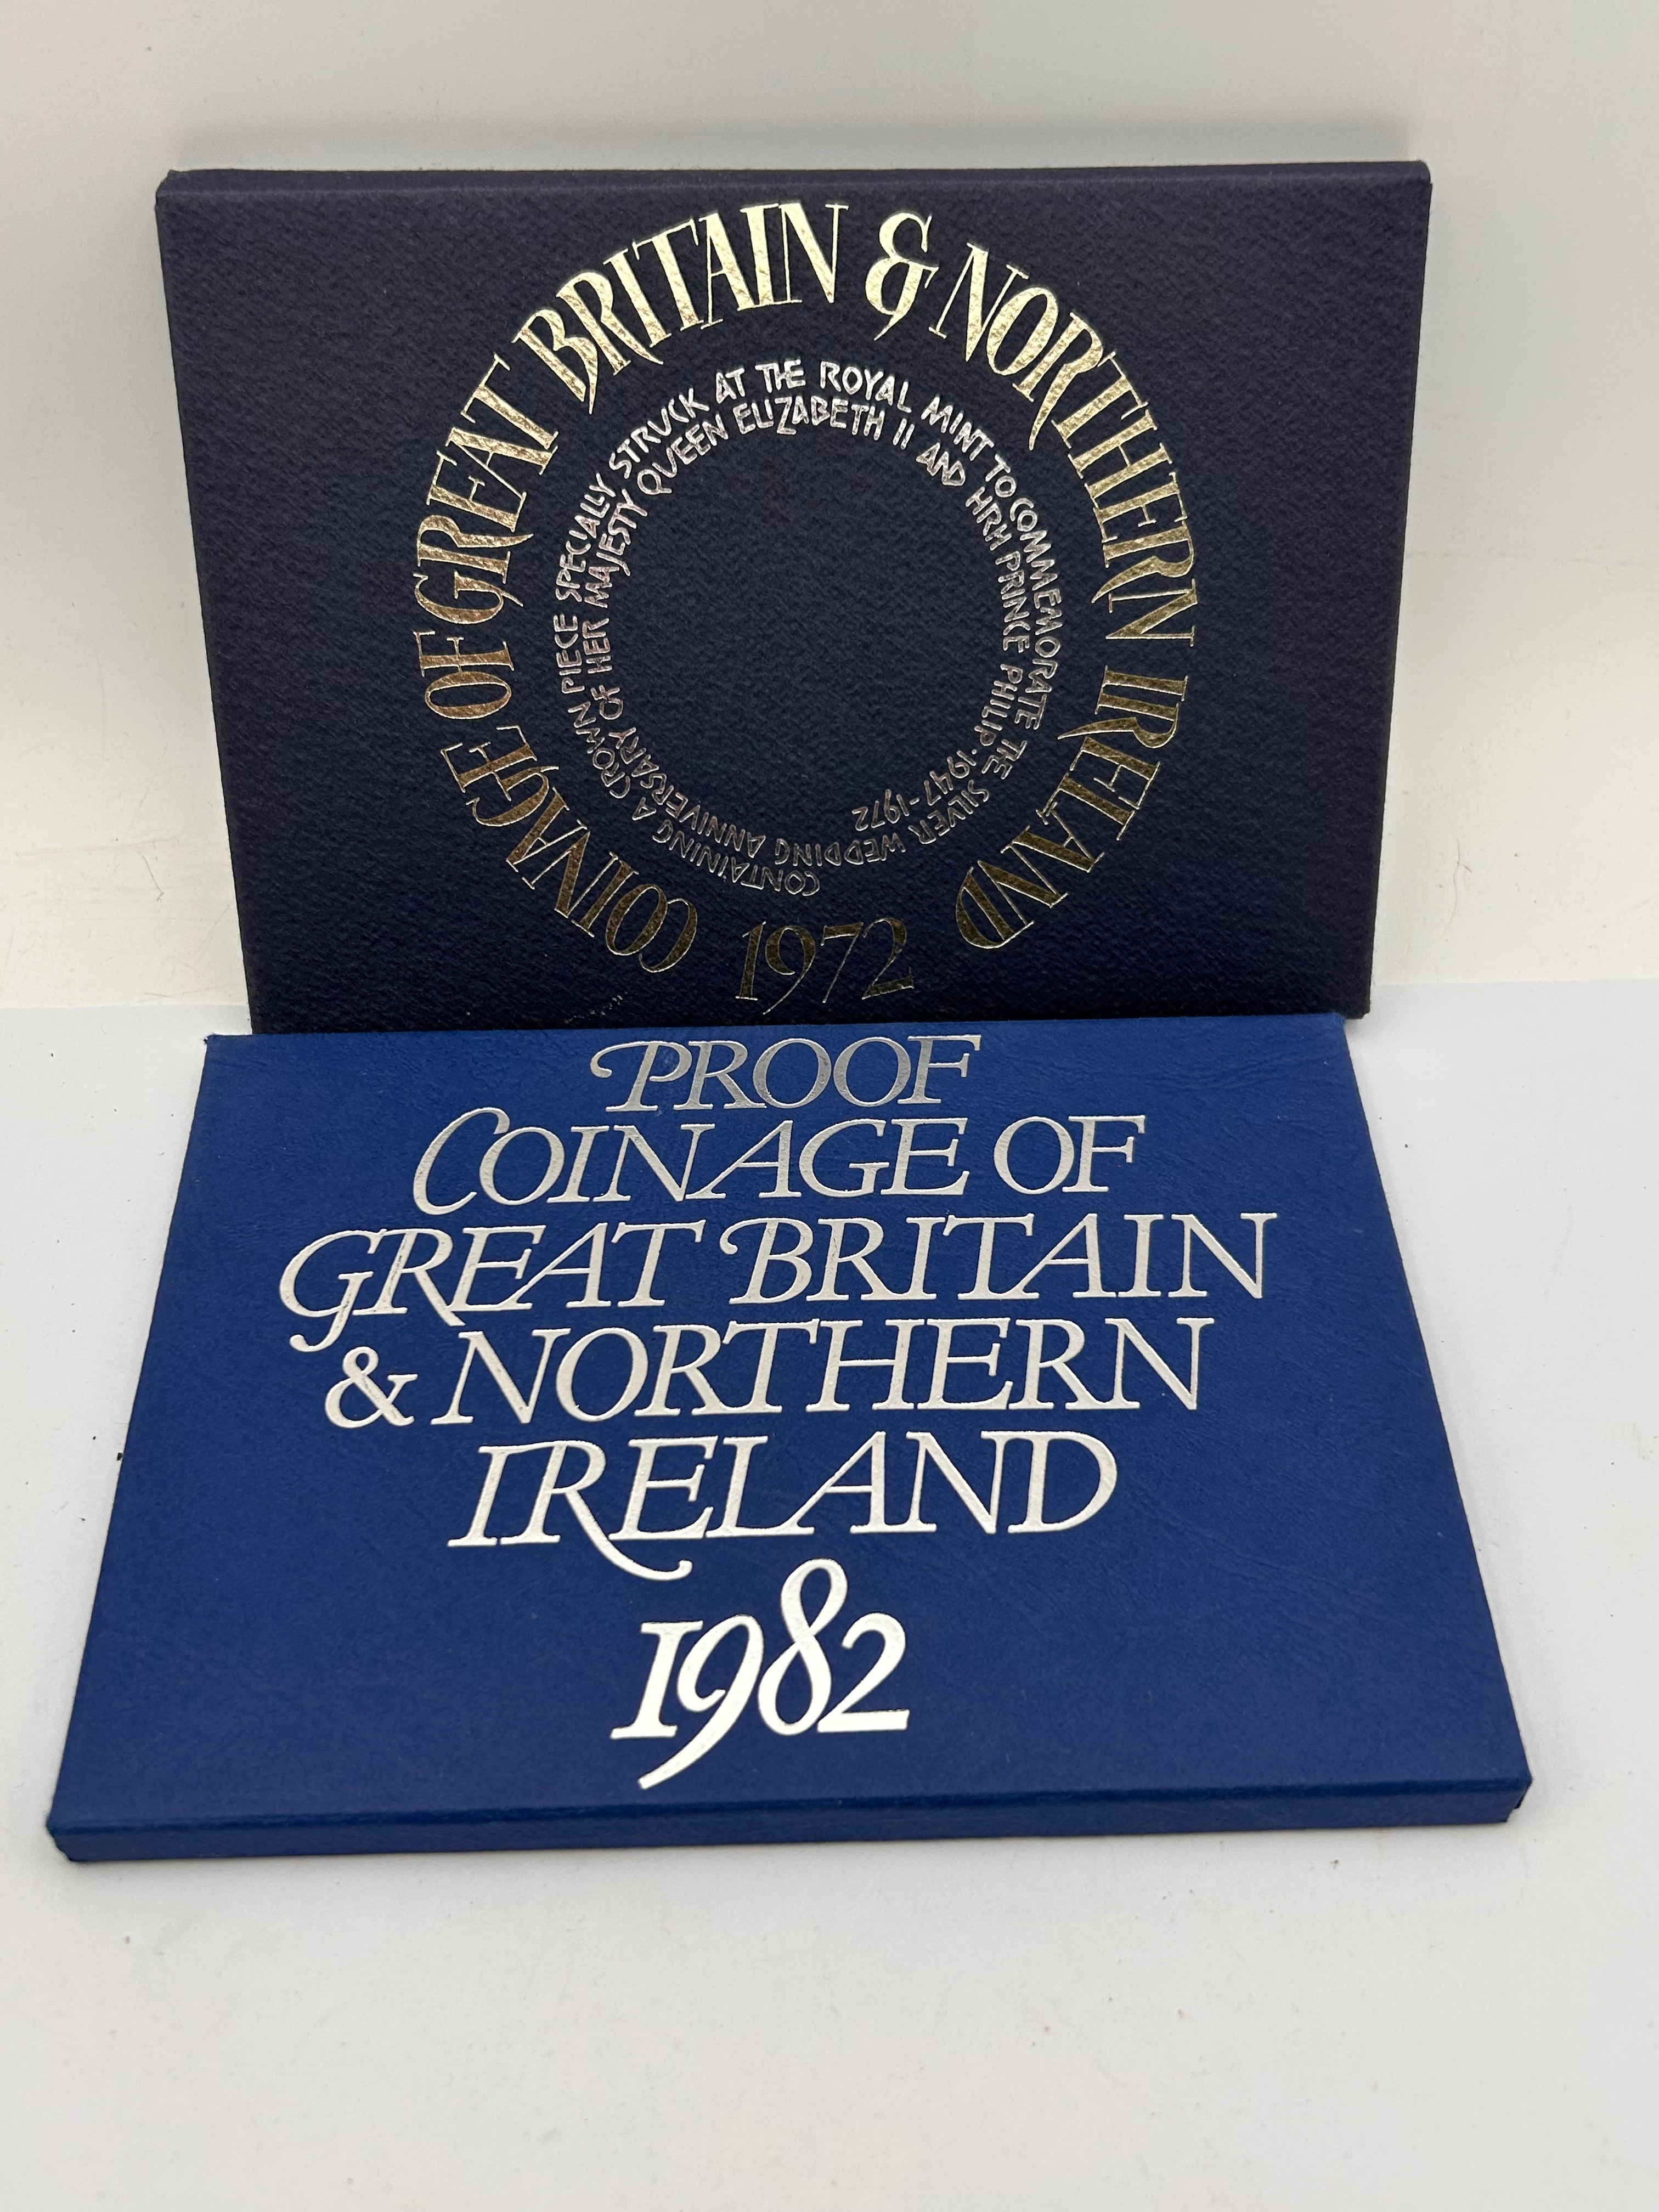 COINAGE OF GREAT BRITAIN & NORTHERN IRELAND
1972
CONTAINING A CROWN PIECE SPECIALLY STRUCK AT THE ROYAL MINT TO COMMEMORATE THE SILVER WEDDING ANNIVERSARY OF HER MAJESTY QUEEN ELIZABETH II AND HRH PRINCE PHILIP · 1947-1972
PROOF
COINAGE OF
GREAT BRITAIN
& NORTHERN
IRELAND
1982